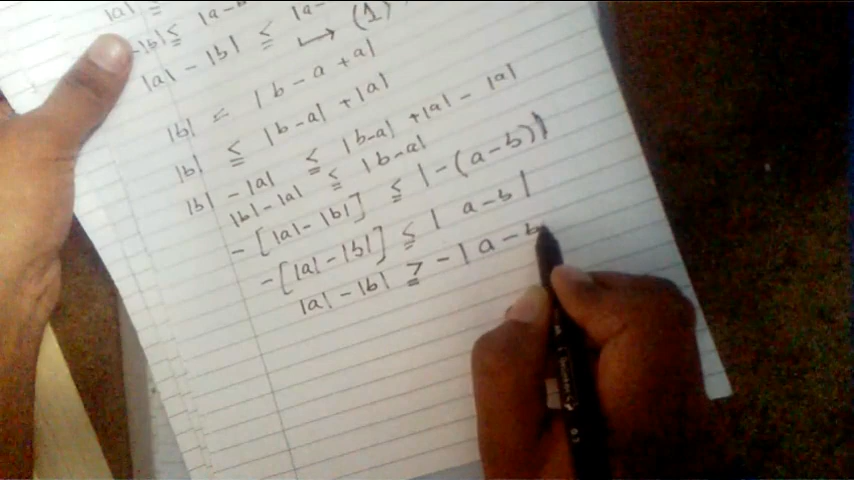 |a| ≤
-|b| ≤ |a-
|a| - |b| ≤ |a-
↳ (1)
|b| = |b - a + a|
|b| ≤ |b-a| + |a|
|b| - |a| ≤ |b-a| + |a| - |a|
|b| - |a| ≤ |b-a|
-[|a| - |b|] ≤ |-(a-b)|
-[|a| - |b|] ≤ |a-b|
|a| - |b| ≥ -|a-b